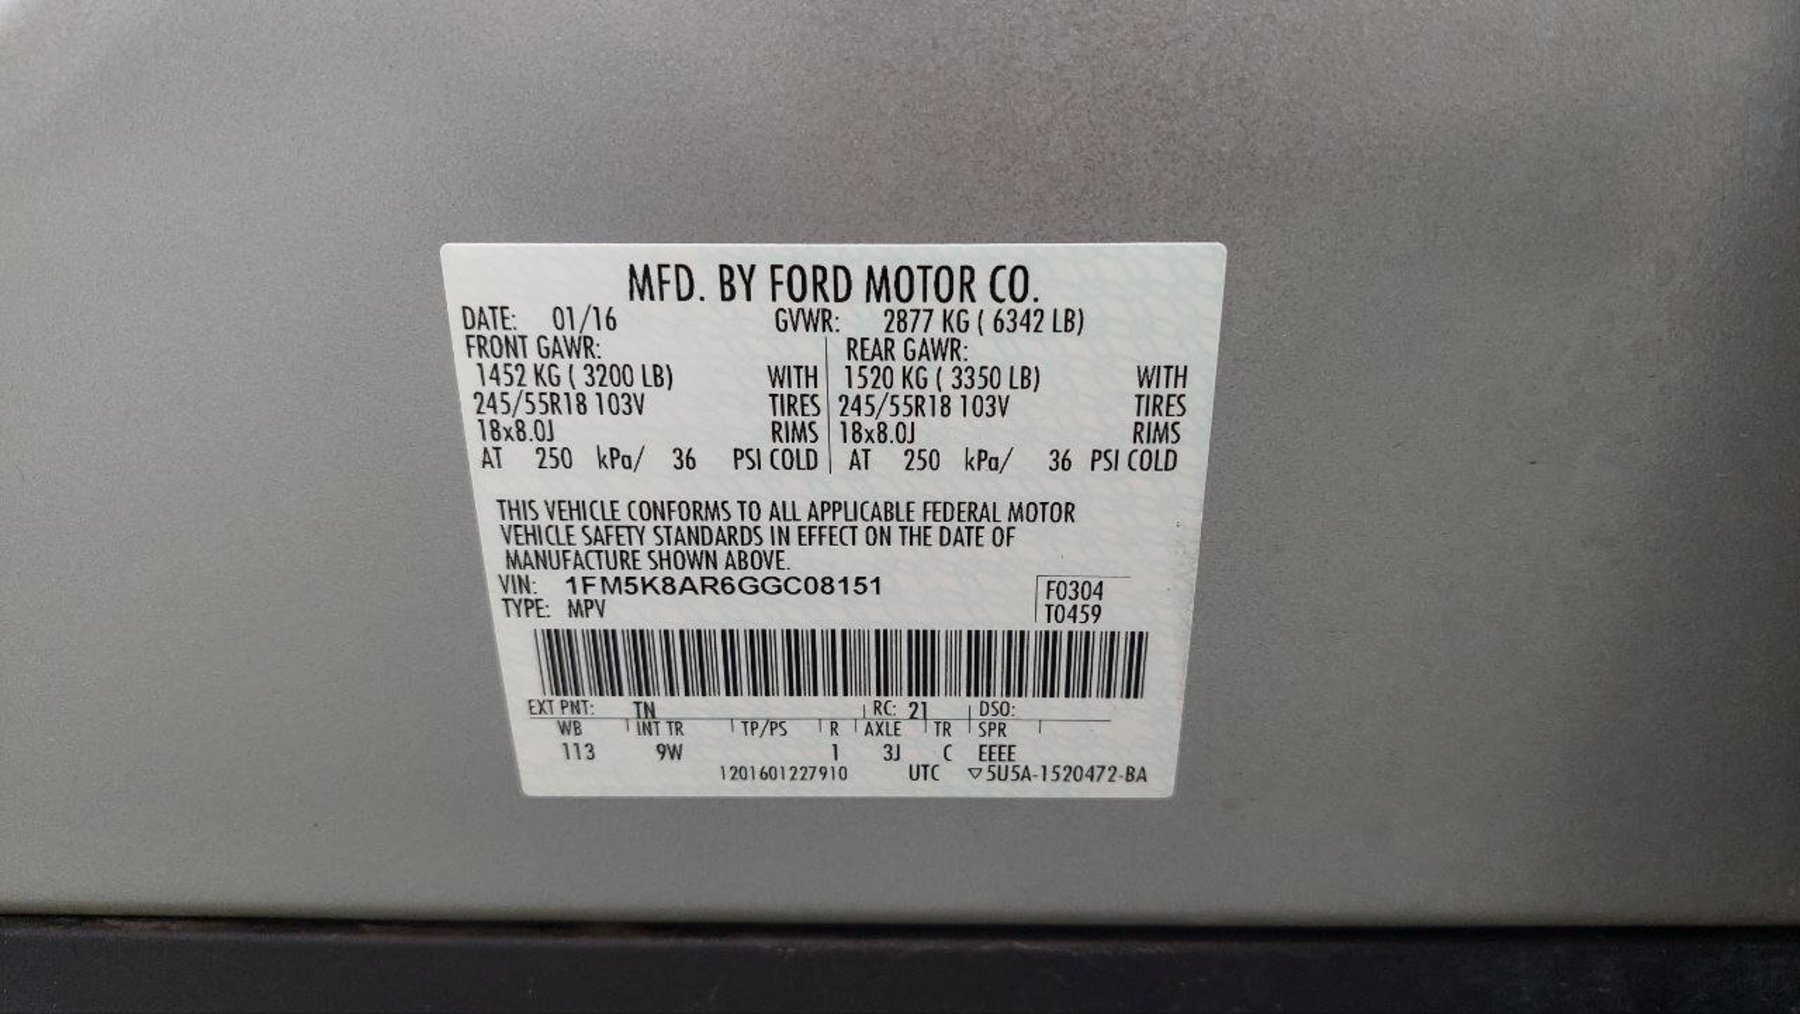 MFD. BY FORD MOTOR CO.
DATE: 01/16 GVWR: 2877 KG ( 6342 LB)
FRONT GAWR: REAR GAWR:
1452 KG ( 3200 LB) WITH 1520 KG ( 3350 LB) WITH
245/55R18 103V TIRES 245/55R18 103V TIRES
18x8.0J RIMS 18x8.0J RIMS
AT 250 kPa/ 36 PSI COLD AT 250 kPa/ 36 PSI COLD
THIS VEHICLE CONFORMS TO ALL APPLICABLE FEDERAL MOTOR
VEHICLE SAFETY STANDARDS IN EFFECT ON THE DATE OF
MANUFACTURE SHOWN ABOVE.
VIN: 1FM5K8AR6GGC08151 F0304
TYPE: MPV T0459
EXT PNT: TN RC: 21 DSO:
WB INT TR TP/PS R AXLE TR SPR
113 9W 1 3J C EEEE
1201601227910 UTC ▽5U5A-1520472-BA